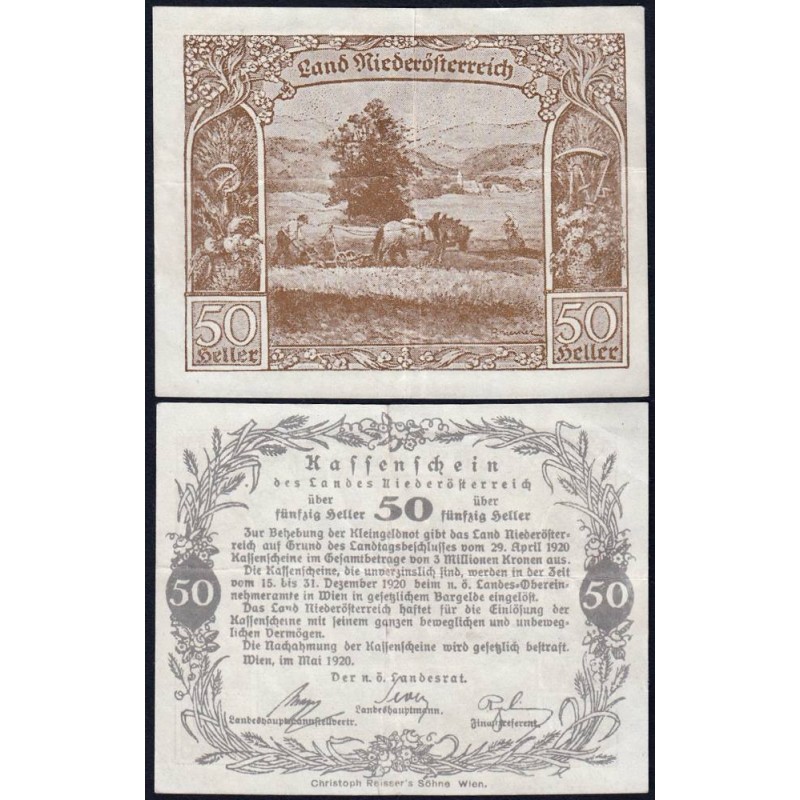 Land Niederösterreich
50 Heller
50 Heller
Kassenschein
des Landes Niederösterreich
über 50 über
fünfzig Heller fünfzig Heller
Zur Behebung der Kleingeldnot gibt das Land Niederöster-
reich auf Grund des Landtagsbeschlusses vom 29. April 1920
Kassenscheine im Gesamtbetrage von 3 Millionen Kronen aus.
Die Kassenscheine, die unverzinslich sind, werden in der Zeit
vom 15. bis 31. Dezember 1920 beim n. ö. Landes-Oberein-
nehmeramte in Wien in gesetzlichem Bargelde eingelöst.
Das Land Niederösterreich haftet für die Einlösung der
Kassenscheine mit seinem ganzen beweglichen und unbeweg-
lichen Vermögen.
Die Nachahmung der Kassenscheine wird gesetzlich bestraft.
Wien, im Mai 1920.
50
50
Der n. ö. Landesrat.
Landeshauptmannstellvertr. Landeshauptmann. Finanzreferent.
Christoph Reisser's Söhne Wien.